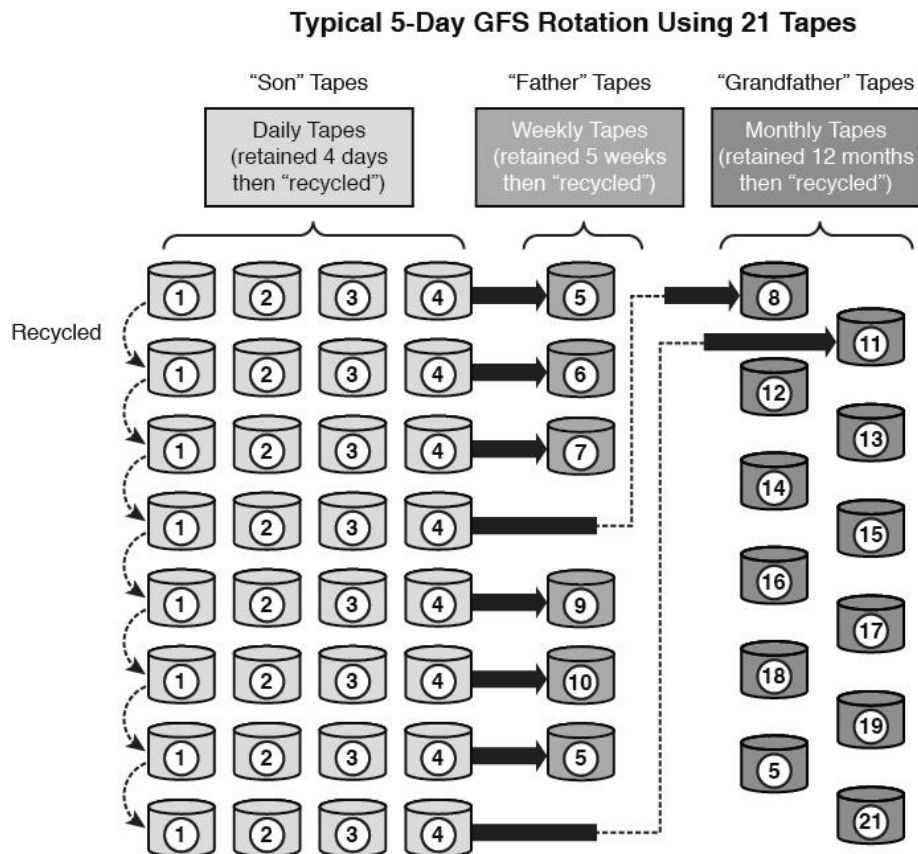 Typical 5-Day GFS Rotation Using 21 Tapes
“Son” Tapes
“Father” Tapes
“Grandfather” Tapes
Daily Tapes
(retained 4 days
then “recycled”)
Weekly Tapes
(retained 5 weeks
then “recycled”)
Monthly Tapes
(retained 12 months
then “recycled”)
Recycled
1 2 3 4 5 8
11
1 2 3 4 6
12
1 2 3 4 7
13
14
1 2 3 4
15
1 2 3 4 9
16
17
1 2 3 4 10
18
19
1 2 3 4 5
5
1 2 3 4
21